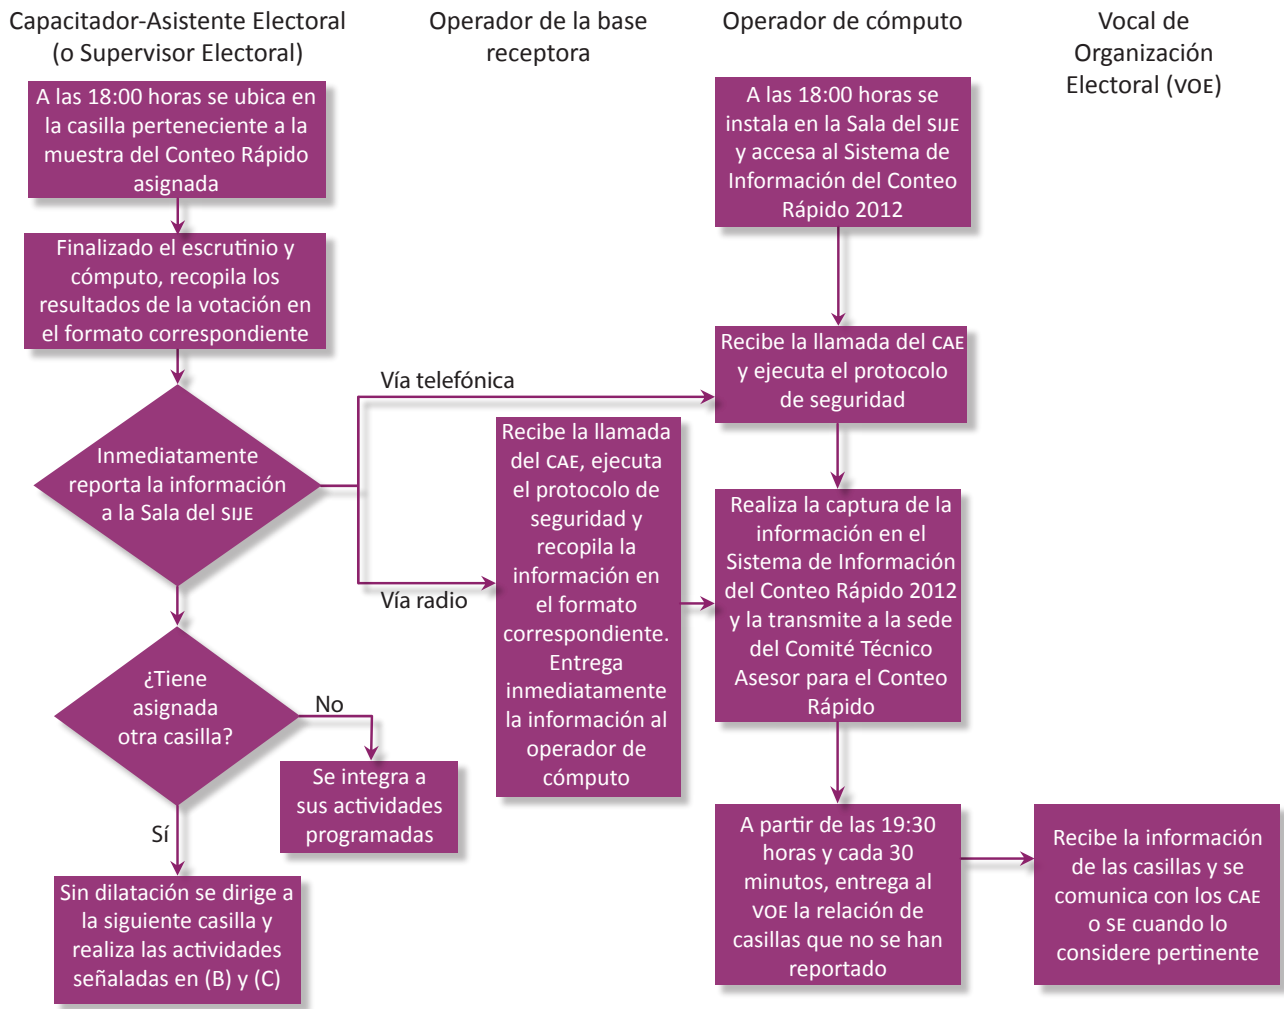 Capacitador-Asistente Electoral
(o Supervisor Electoral)
Operador de la base
receptora
Operador de cómputo
Vocal de
Organización
Electoral (VOE)
A las 18:00 horas se ubica en
la casilla perteneciente a la
muestra del Conteo Rápido
asignada
Finalizado el escrutinio y
cómputo, recopila los
resultados de la votación en
el formato correspondiente
Inmediatamente
reporta la información
a la Sala del SIJE
Vía telefónica
Vía radio
¿Tiene
asignada
otra casilla?
No
Se integra a
sus actividades
programadas
Sí
Sin dilatación se dirige a
la siguiente casilla y
realiza las actividades
señaladas en (B) y (C)
Recibe la llamada
del CAE, ejecuta
el protocolo de
seguridad y
recopila la
información en
el formato
correspondiente.
Entrega
inmediatamente
la información al
operador de
cómputo
A las 18:00 horas se
instala en la Sala del SIJE
y accesa al Sistema de
Información del Conteo
Rápido 2012
Recibe la llamada del CAE
y ejecuta el protocolo
de seguridad
Realiza la captura de la
información en el
Sistema de Información
del Conteo Rápido 2012
y la transmite a la sede
del Comité Técnico
Asesor para el Conteo
Rápido
A partir de las 19:30
horas y cada 30
minutos, entrega al
VOE la relación de
casillas que no se han
reportado
Recibe la información
de las casillas y se
comunica con los CAE
o SE cuando lo
considere pertinente